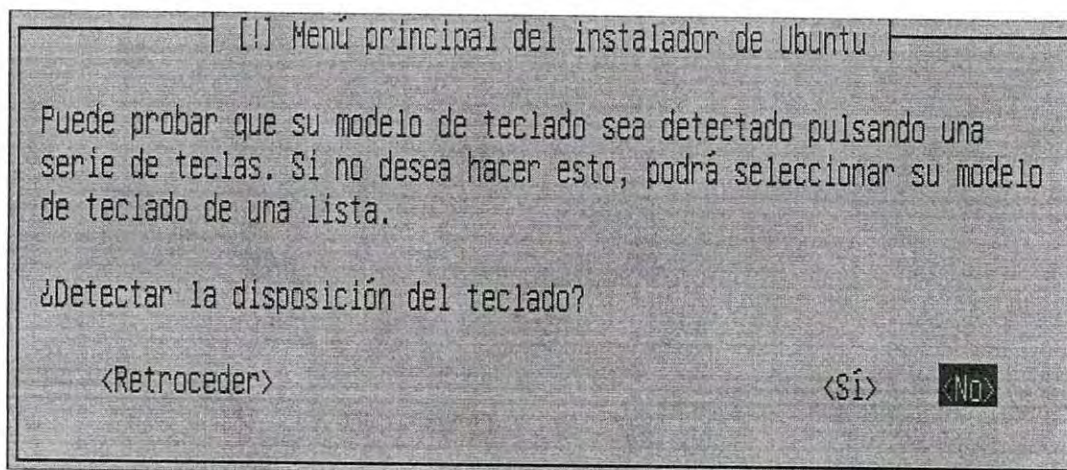 [!] Menú principal del instalador de Ubuntu
Puede probar que su modelo de teclado sea detectado pulsando una
serie de teclas. Si no desea hacer esto, podrá seleccionar su modelo
de teclado de una lista.
¿Detectar la disposición del teclado?
<Retroceder> <Sí> <No>